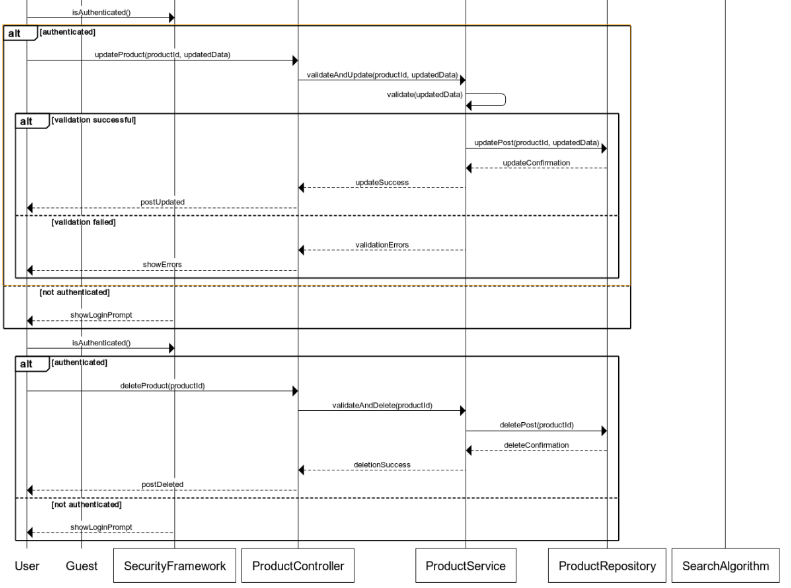 isAuthenticated()
alt [authenticated]
updateProduct(productId, updatedData)
validateAndUpdate(productId, updatedData)
validate(updatedData)
alt [validation successful]
updatePost(productId, updatedData)
updateConfirmation
updateSuccess
postUpdated
[validation failed]
validationErrors
showErrors
[not authenticated]
showLoginPrompt
isAuthenticated()
alt [authenticated]
deleteProduct(productId)
validateAndDelete(productId)
deletePost(productId)
deleteConfirmation
deletionSuccess
postDeleted
[not authenticated]
showLoginPrompt
User Guest SecurityFramework ProductController ProductService ProductRepository SearchAlgorithm